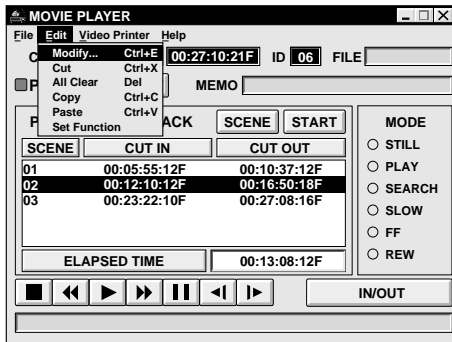 MOVIE PLAYER
File Edit Video Printer Help
Modify... Ctrl+E
Cut Ctrl+X
All Clear Del
Copy Ctrl+C
Paste Ctrl+V
Set Function
C 00:27:10:21F ID 06 FILE
P MEMO
P ACK SCENE START
SCENE CUT IN CUT OUT
01 00:05:55:12F 00:10:37:12F
02 00:12:10:12F 00:16:50:18F
03 00:23:22:10F 00:27:08:16F
ELAPSED TIME 00:13:08:12F
MODE
STILL
PLAY
SEARCH
SLOW
FF
REW
IN/OUT